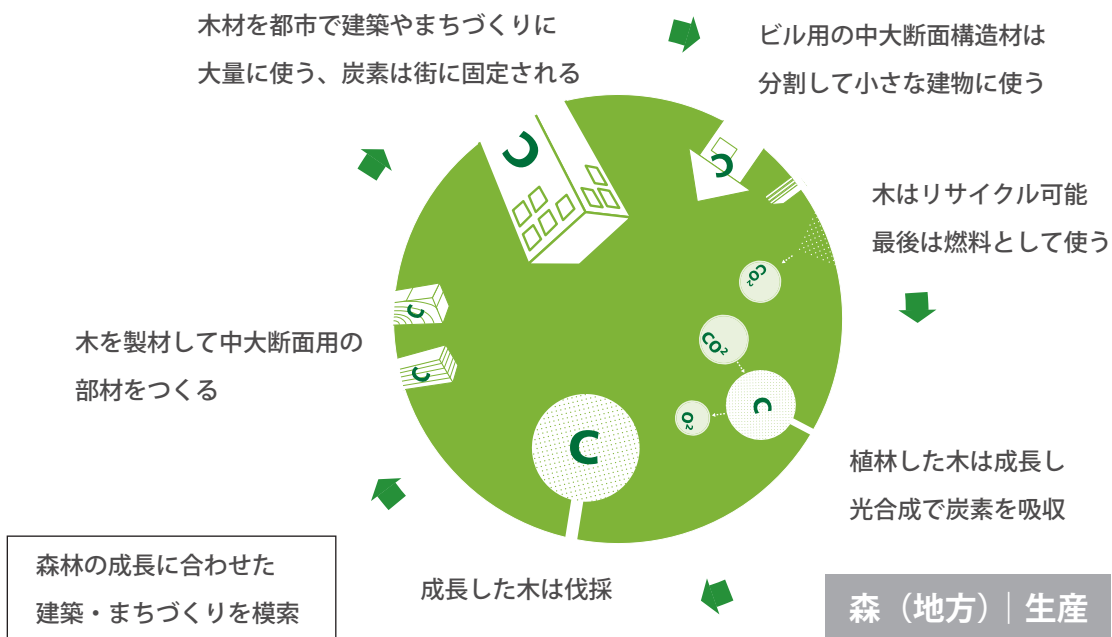 木材を都市で建築やまちづくりに
大量に使う、炭素は街に固定される
ビル用の中大断面構造材は
分割して小さな建物に使う
C
C
木はリサイクル可能
最後は燃料として使う
CO2
C
CO2
木を製材して中大断面用の
部材をつくる
C
C
O2
C
植林した木は成長し
光合成で炭素を吸収
森林の成長に合わせた
建築・まちづくりを模索
成長した木は伐採
森（地方）｜生産